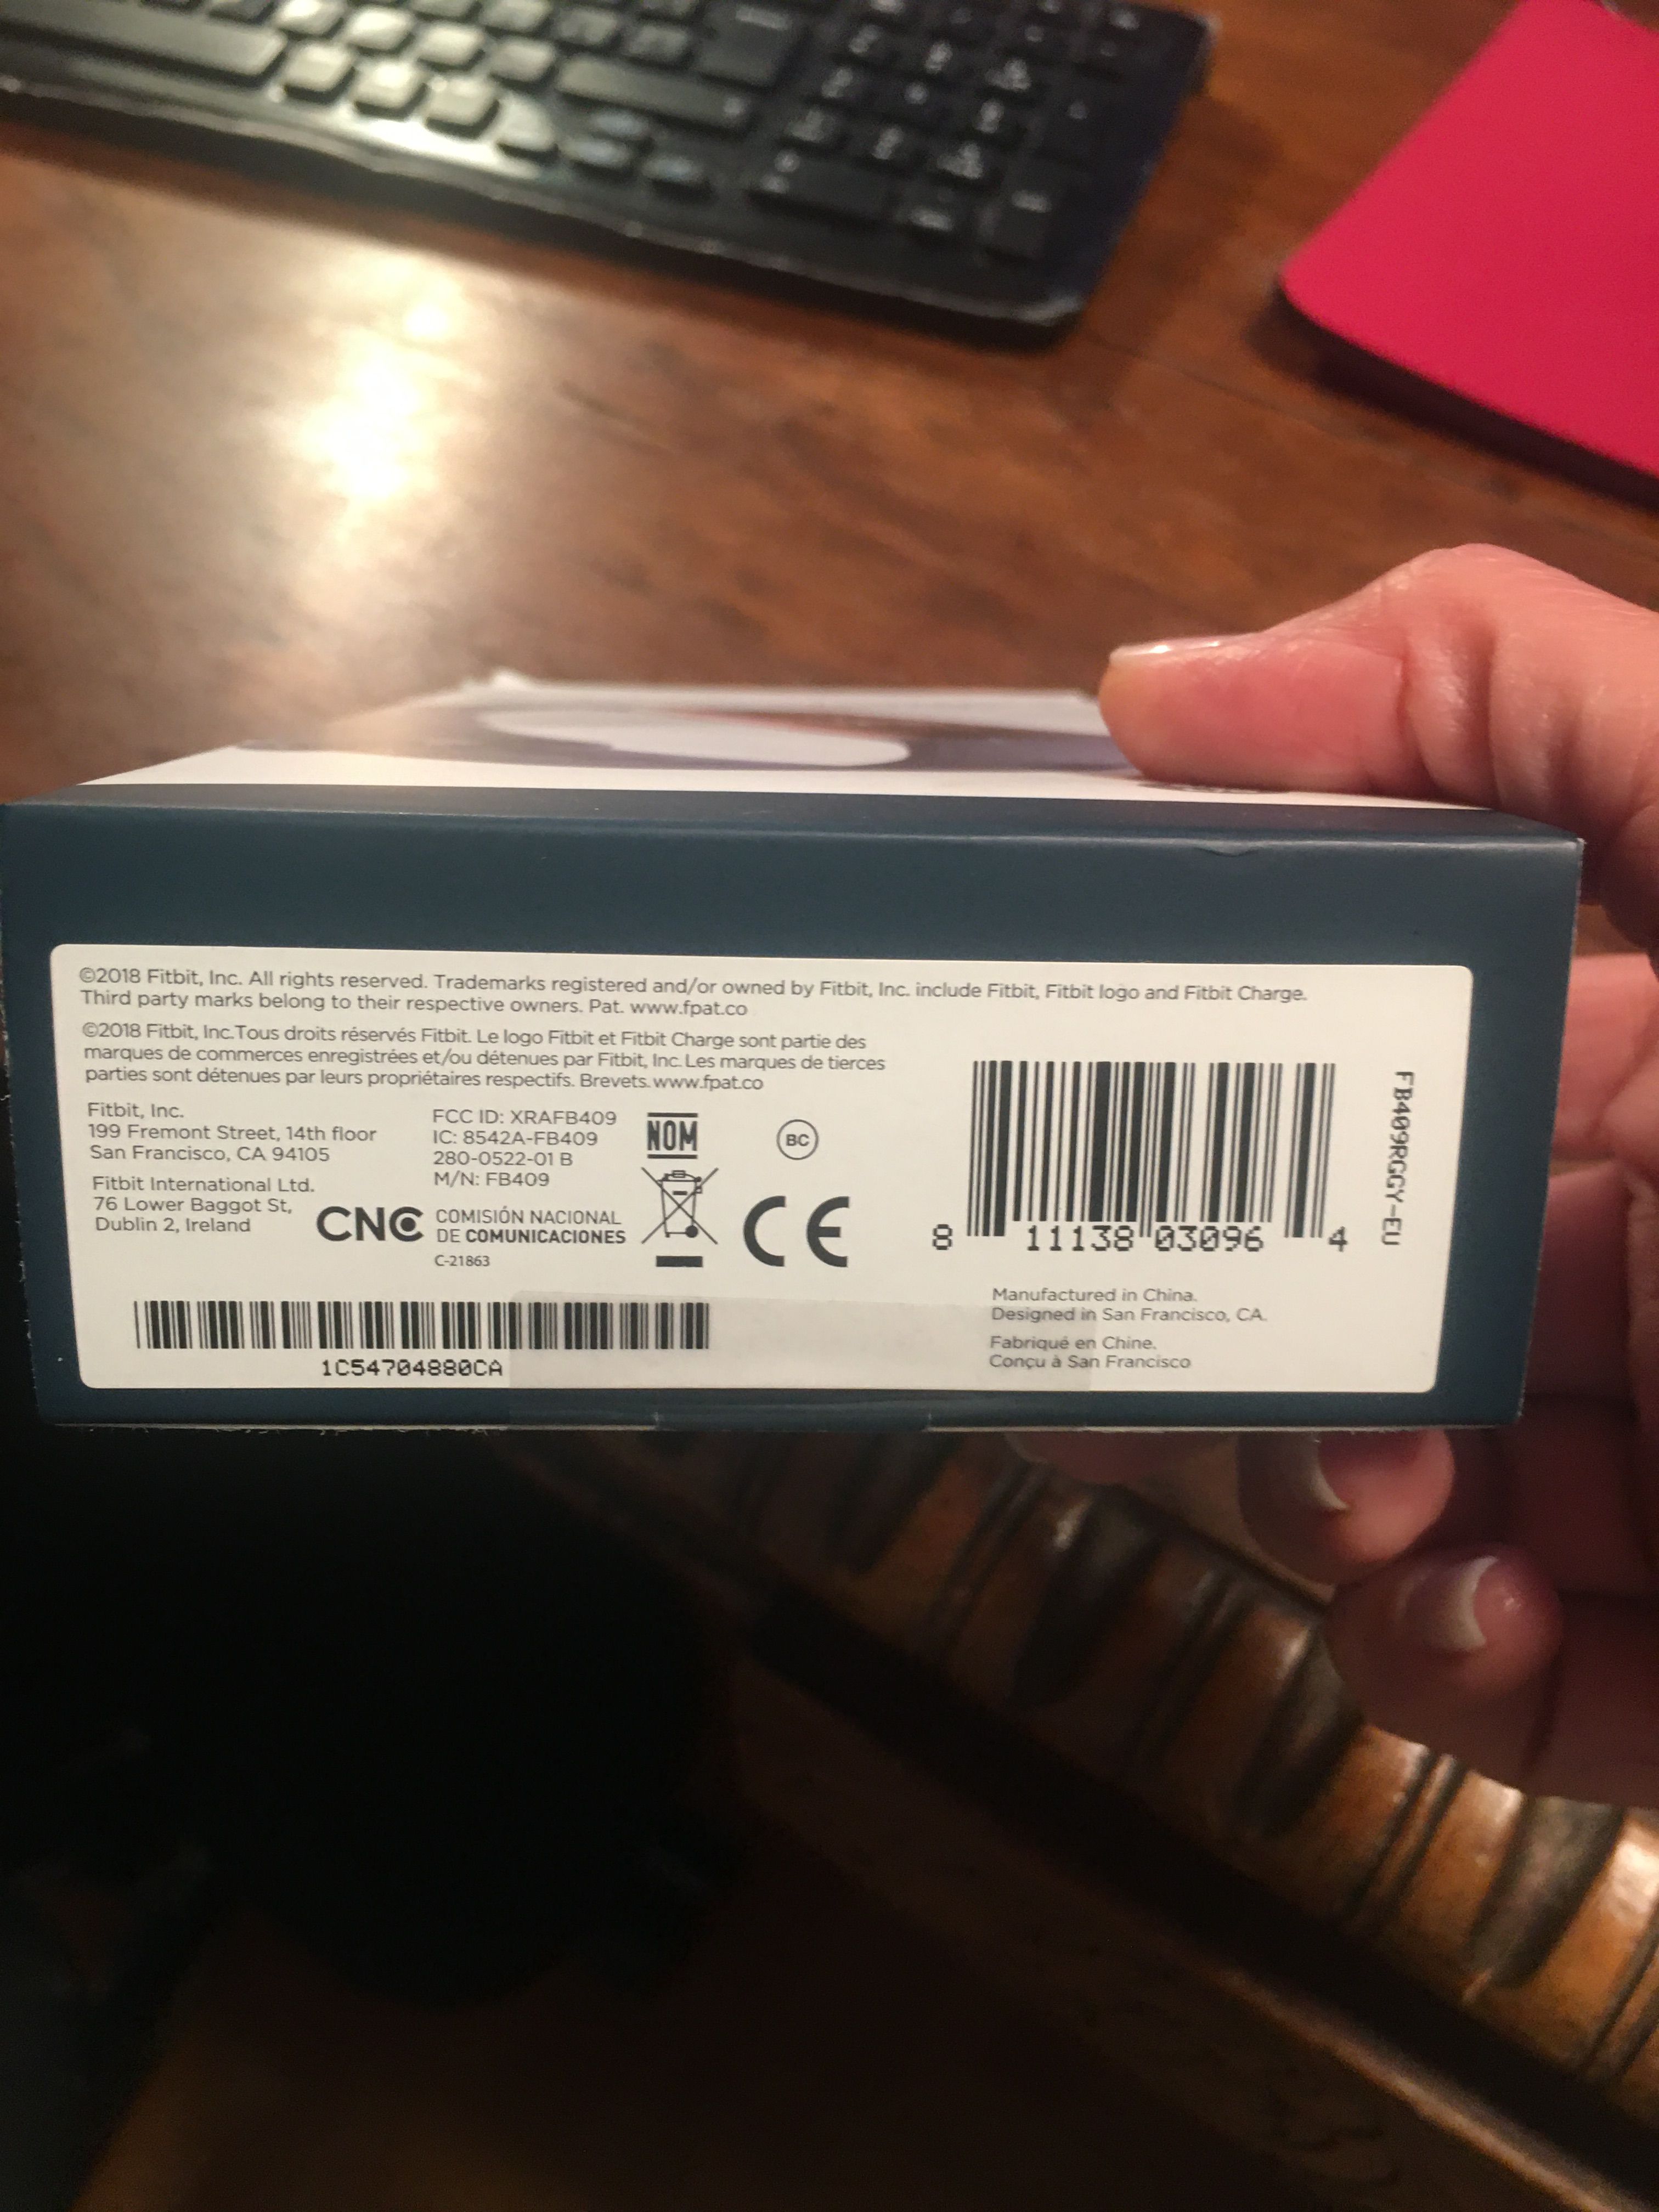 ©2018 Fitbit, Inc. All rights reserved. Trademarks registered and/or owned by Fitbit, Inc. include Fitbit, Fitbit logo and Fitbit Charge.
Third party marks belong to their respective owners. Pat. www.fpat.co
©2018 Fitbit, Inc.Tous droits réservés Fitbit. Le logo Fitbit et Fitbit Charge sont partie des
marques de commerces enregistrées et/ou détenues par Fitbit, Inc.Les marques de tierces
parties sont détenues par leurs propriétaires respectifs. Brevets. www.fpat.co
Fitbit, Inc.
199 Fremont Street, 14th floor
San Francisco, CA 94105
Fitbit International Ltd.
76 Lower Baggot St,
Dublin 2, Ireland
FCC ID: XRAFB409
IC: 8542A-FB409
280-0522-01 B
M/N: FB409
NOM
BC
CNC
COMISIÓN NACIONAL
DE COMUNICACIONES
C-21863
CE
1C54704880CA
8 11138 03096 4
FB409RGGY-EU
Manufactured in China.
Designed in San Francisco, CA.
Fabriqué en Chine.
Conçu à San Francisco